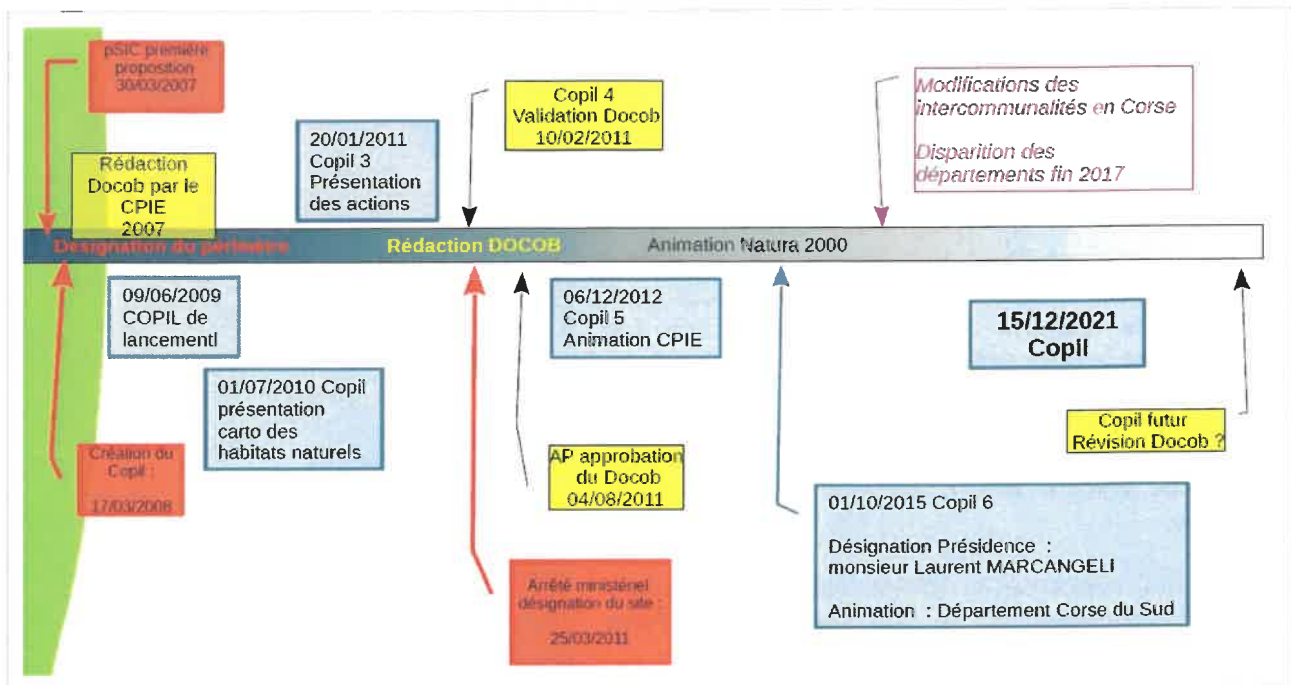 pSIC première
proposition
30/03/2007
Rédaction
Docob par le
CPIE
2007
20/01/2011
Copil 3
Présentation
des actions
Copil 4
Validation Docob
10/02/2011
Modifications des
intercommunalités en Corse
Disparition des
départements fin 2017
Désignation du périmètre
Rédaction DOCOB
Animation Natura 2000
09/06/2009
COPIL de
lancementl
01/07/2010 Copil
présentation
carto des
habitats naturels
06/12/2012
Copil 5
Animation CPIE
15/12/2021
Copil
Copil futur
Révision Docob ?
Création du
Copil :
17/03/2008
AP approbation
du Docob
04/08/2011
Arrêté ministériel
désignation du site :
25/03/2011
01/10/2015 Copil 6
Désignation Présidence :
monsieur Laurent MARCANGELI
Animation : Département Corse du Sud